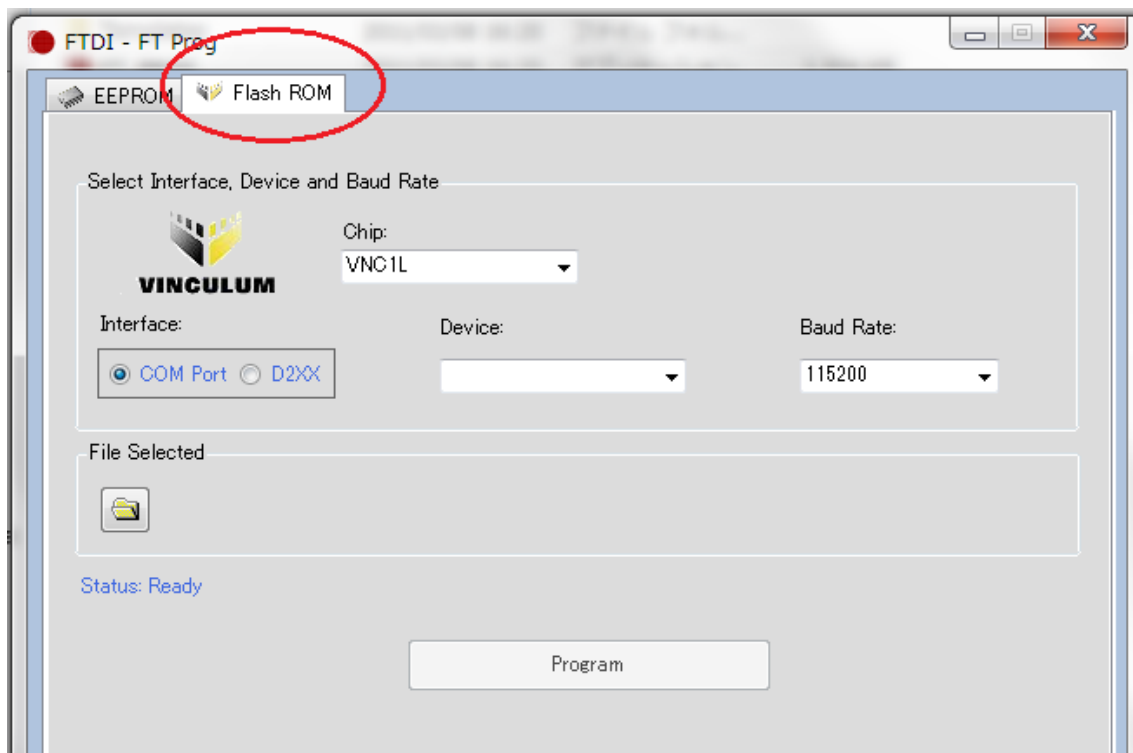 FTDI - FT Prog
EEPROM Flash ROM
Select Interface, Device and Baud Rate
Chip:
VNC1L
VINCULUM
Interface: Device: Baud Rate:
COM Port D2XX 115200
File Selected
Status: Ready
Program